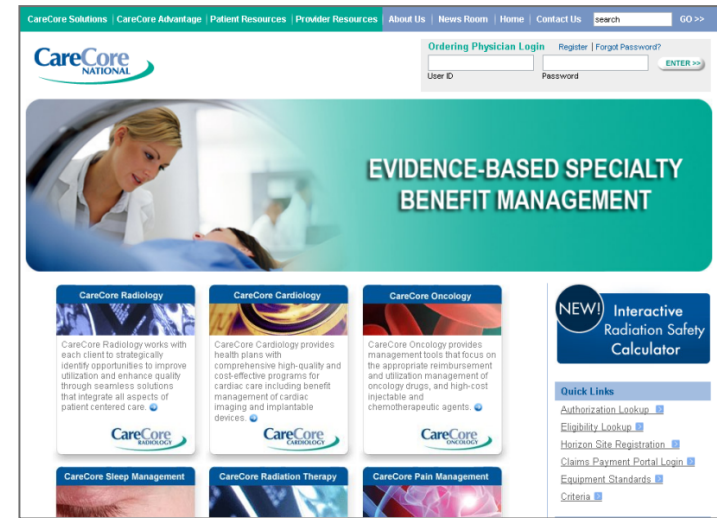 CareCore Solutions | CareCore Advantage | Patient Resources | Provider Resources | About Us | News Room | Home | Contact Us search GO >>
CareCore
NATIONAL
Ordering Physician Login Register | Forgot Password?
ENTER >>
User ID Password
EVIDENCE-BASED SPECIALTY
BENEFIT MANAGEMENT
CareCore Radiology
CareCore Radiology works with
each client to strategically
identify opportunities to improve
utilization and enhance quality
through seamless solutions
that integrate all aspects of
patient centered care.
CareCore
RADIOLOGY
CareCore Cardiology
CareCore Cardiology provides
health plans with
comprehensive high-quality and
cost-effective programs for
cardiac care including benefit
management of cardiac
imaging and implantable
devices.
CareCore
CARDIOLOGY
CareCore Oncology
CareCore Oncology provides
management tools that focus on
the appropriate reimbursement
and utilization management of
oncology drugs, and high-cost
injectable and
chemotherapeutic agents.
CareCore
ONCOLOGY
NEW! Interactive
Radiation Safety
Calculator
Quick Links
Authorization Lookup
Eligibility Lookup
Horizon Site Registration
Claims Payment Portal Login
Equipment Standards
Criteria
CareCore Sleep Management
CareCore Radiation Therapy
CareCore Pain Management